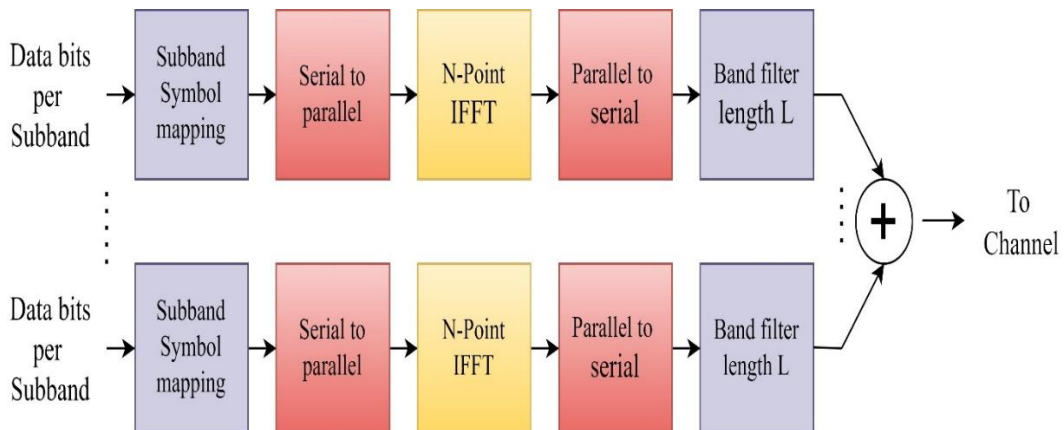 Data bits
per
Subband
Subband
Symbol
mapping
Serial to
parallel
N-Point
IFFT
Parallel to
serial
Band filter
length L
+
To
Channel
Data bits
per
Subband
Subband
Symbol
mapping
Serial to
parallel
N-Point
IFFT
Parallel to
serial
Band filter
length L